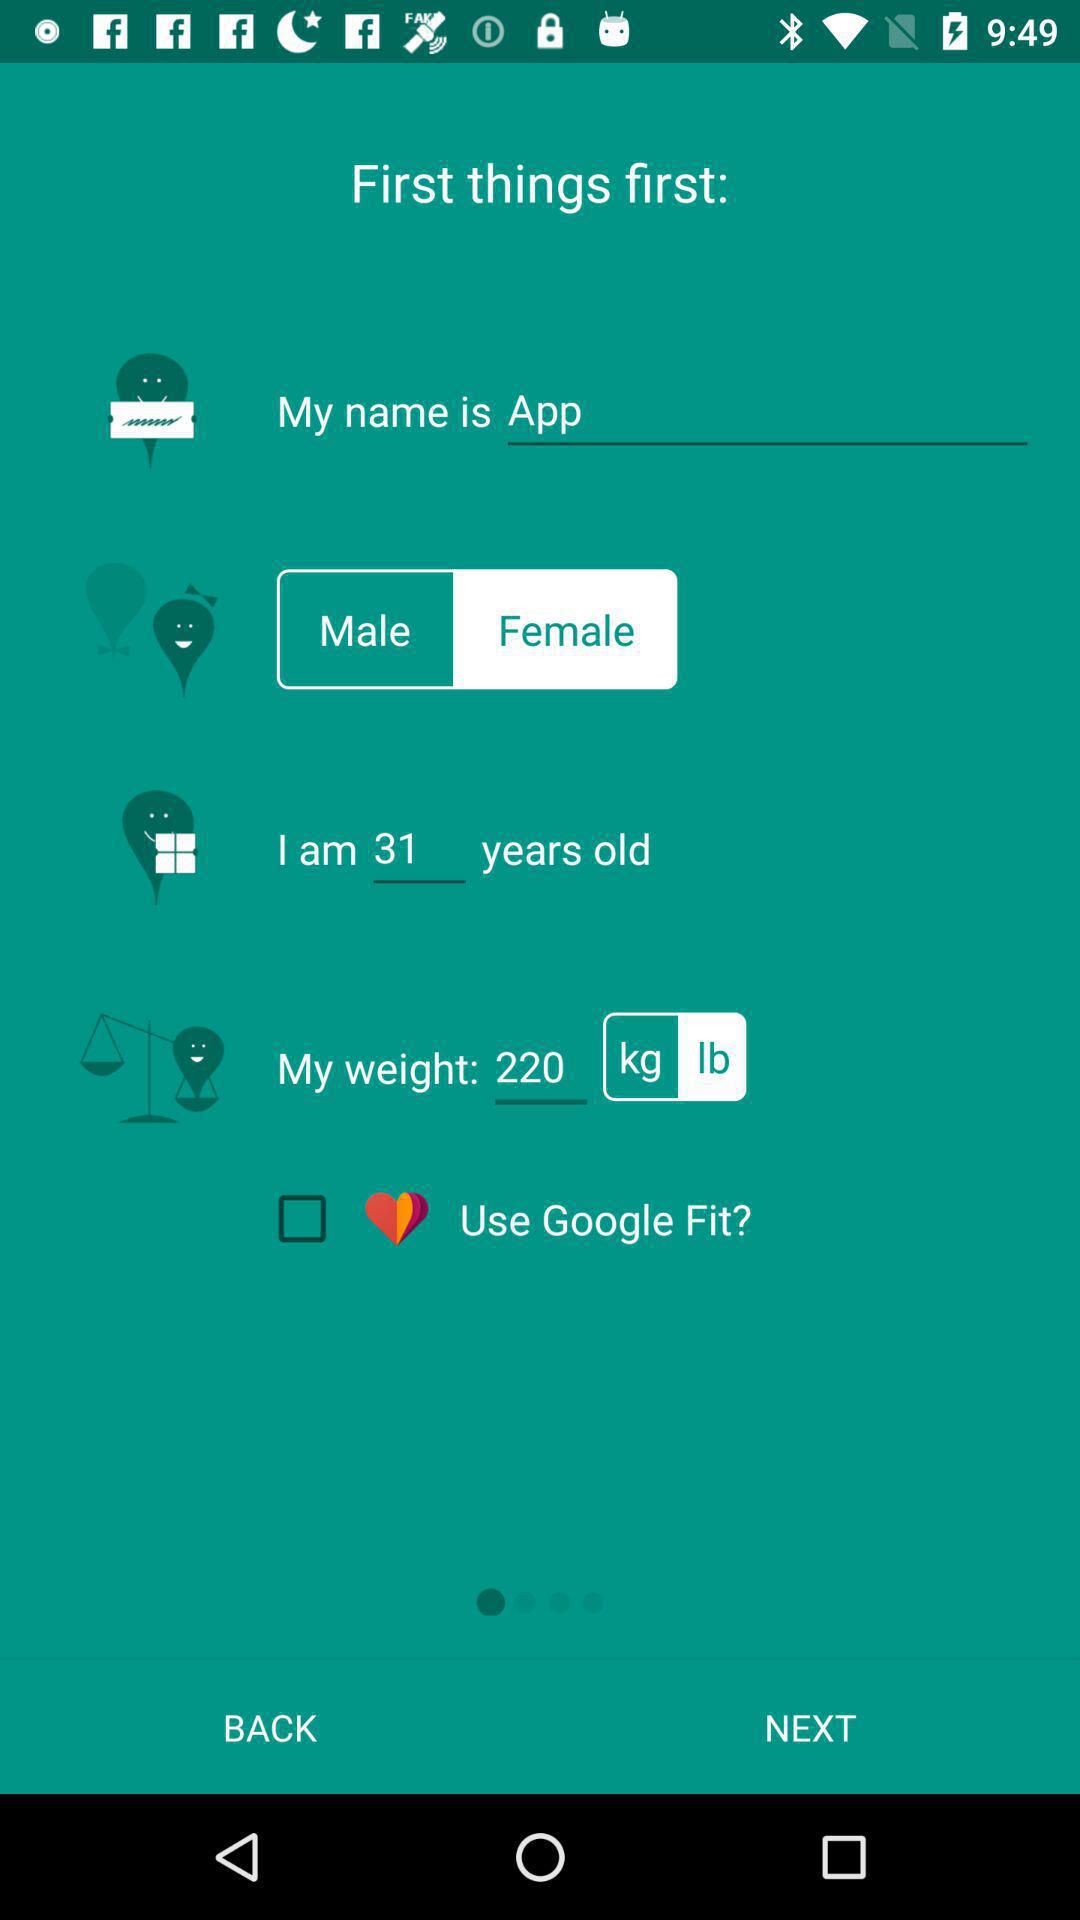 FAKE
9:49
First things first:
My name is App
Male Female
I am 31 years old
My weight: 220 kg lb
Use Google Fit?
BACK NEXT